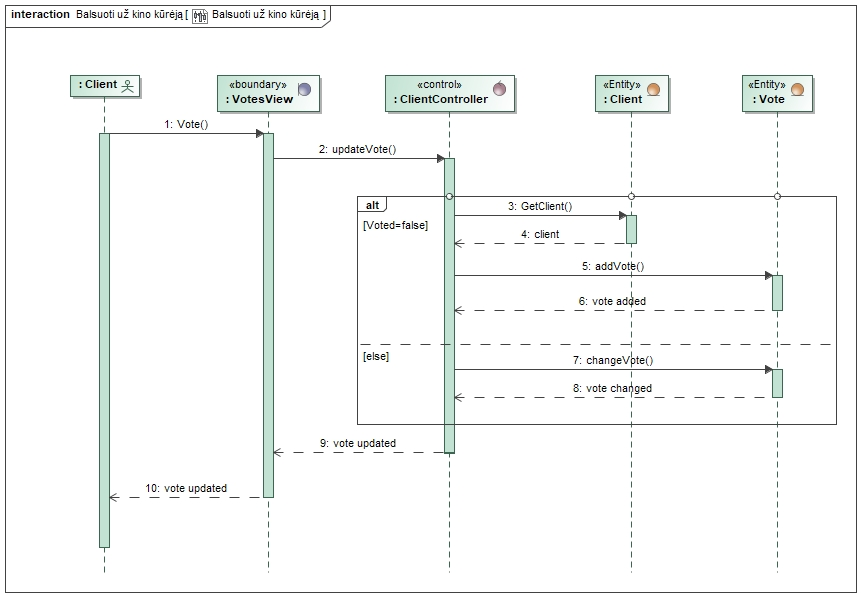 interaction Balsuoti už kino kūrėją [ Balsuoti už kino kūrėją ]
: Client
«boundary»
: VotesView
«control»
: ClientController
«Entity»
: Client
«Entity»
: Vote
1: Vote()
2: updateVote()
alt
3: GetClient()
[Voted=false]
4: client
5: addVote()
6: vote added
[else]
7: changeVote()
8: vote changed
9: vote updated
10: vote updated